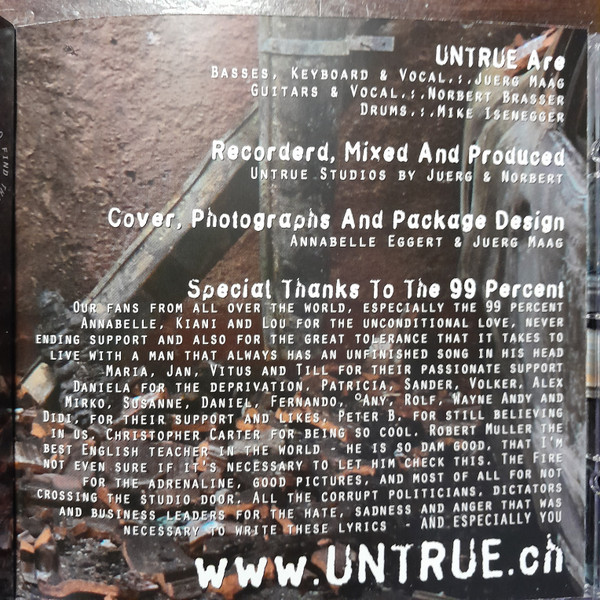 UNTRUE Are
Basses, Keyboard & Vocal.:.Juerg Maag
Guitars & Vocal.:.Norbert Brasser
Drums.:.Mike Isenegger
Recorderd, Mixed And Produced
Untrue Studios by Juerg & Norbert
Cover, Photographs And Package Design
Annabelle Eggert & Juerg Maag
Special Thanks To The 99 Percent
Our fans from all over the world, especially the 99 percent
Annabelle, Kiani and Lou for the unconditional love, never
ending support and also for the great tolerance that it takes to
live with a man that always has an unfinished song in his head
Maria, Jan, Vitus and Till for their passionate support
Daniela for the deprivation. Patricia, Sander, Volker, Alex
Mirko, Susanne, Daniel, Fernando, °Any, Rolf, Wayne Andy and
Didi, for their support and likes. Peter B. for still believing
in us. Christopher Carter for being so cool. Robert Muller the
best English teacher in the world - he is so dam good, that I'm
not even sure if it's necessary to let him check this. The Fire
for the adrenaline, good pictures, and most of all for not
crossing the studio door. All the corrupt politicians, dictators
and business leaders for the hate, sadness and anger that was
necessary to write these lyrics - and especially you
www.UNTRUE.ch